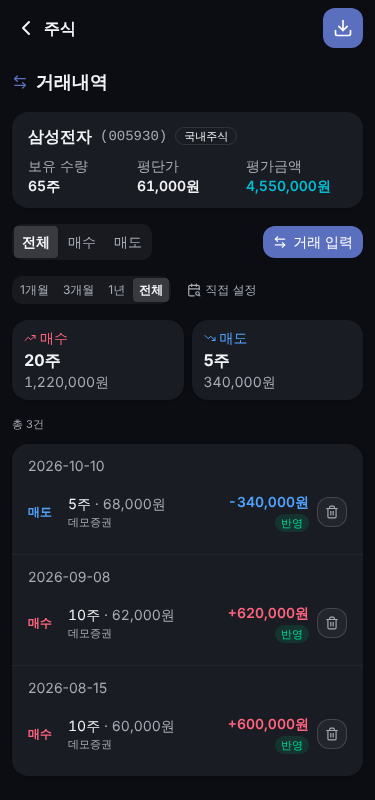 주식
거래내역
삼성전자 (005930) 국내주식
보유 수량 평단가 평가금액
65주 61,000원 4,550,000원
전체 매수 매도 거래 입력
1개월 3개월 1년 전체 직접 설정
매수 매도
20주 5주
1,220,000원 340,000원
총 3건
2026-10-10
매도 5주 · 68,000원 -340,000원
데모증권 반영
2026-09-08
매수 10주 · 62,000원 +620,000원
데모증권 반영
2026-08-15
매수 10주 · 60,000원 +600,000원
데모증권 반영